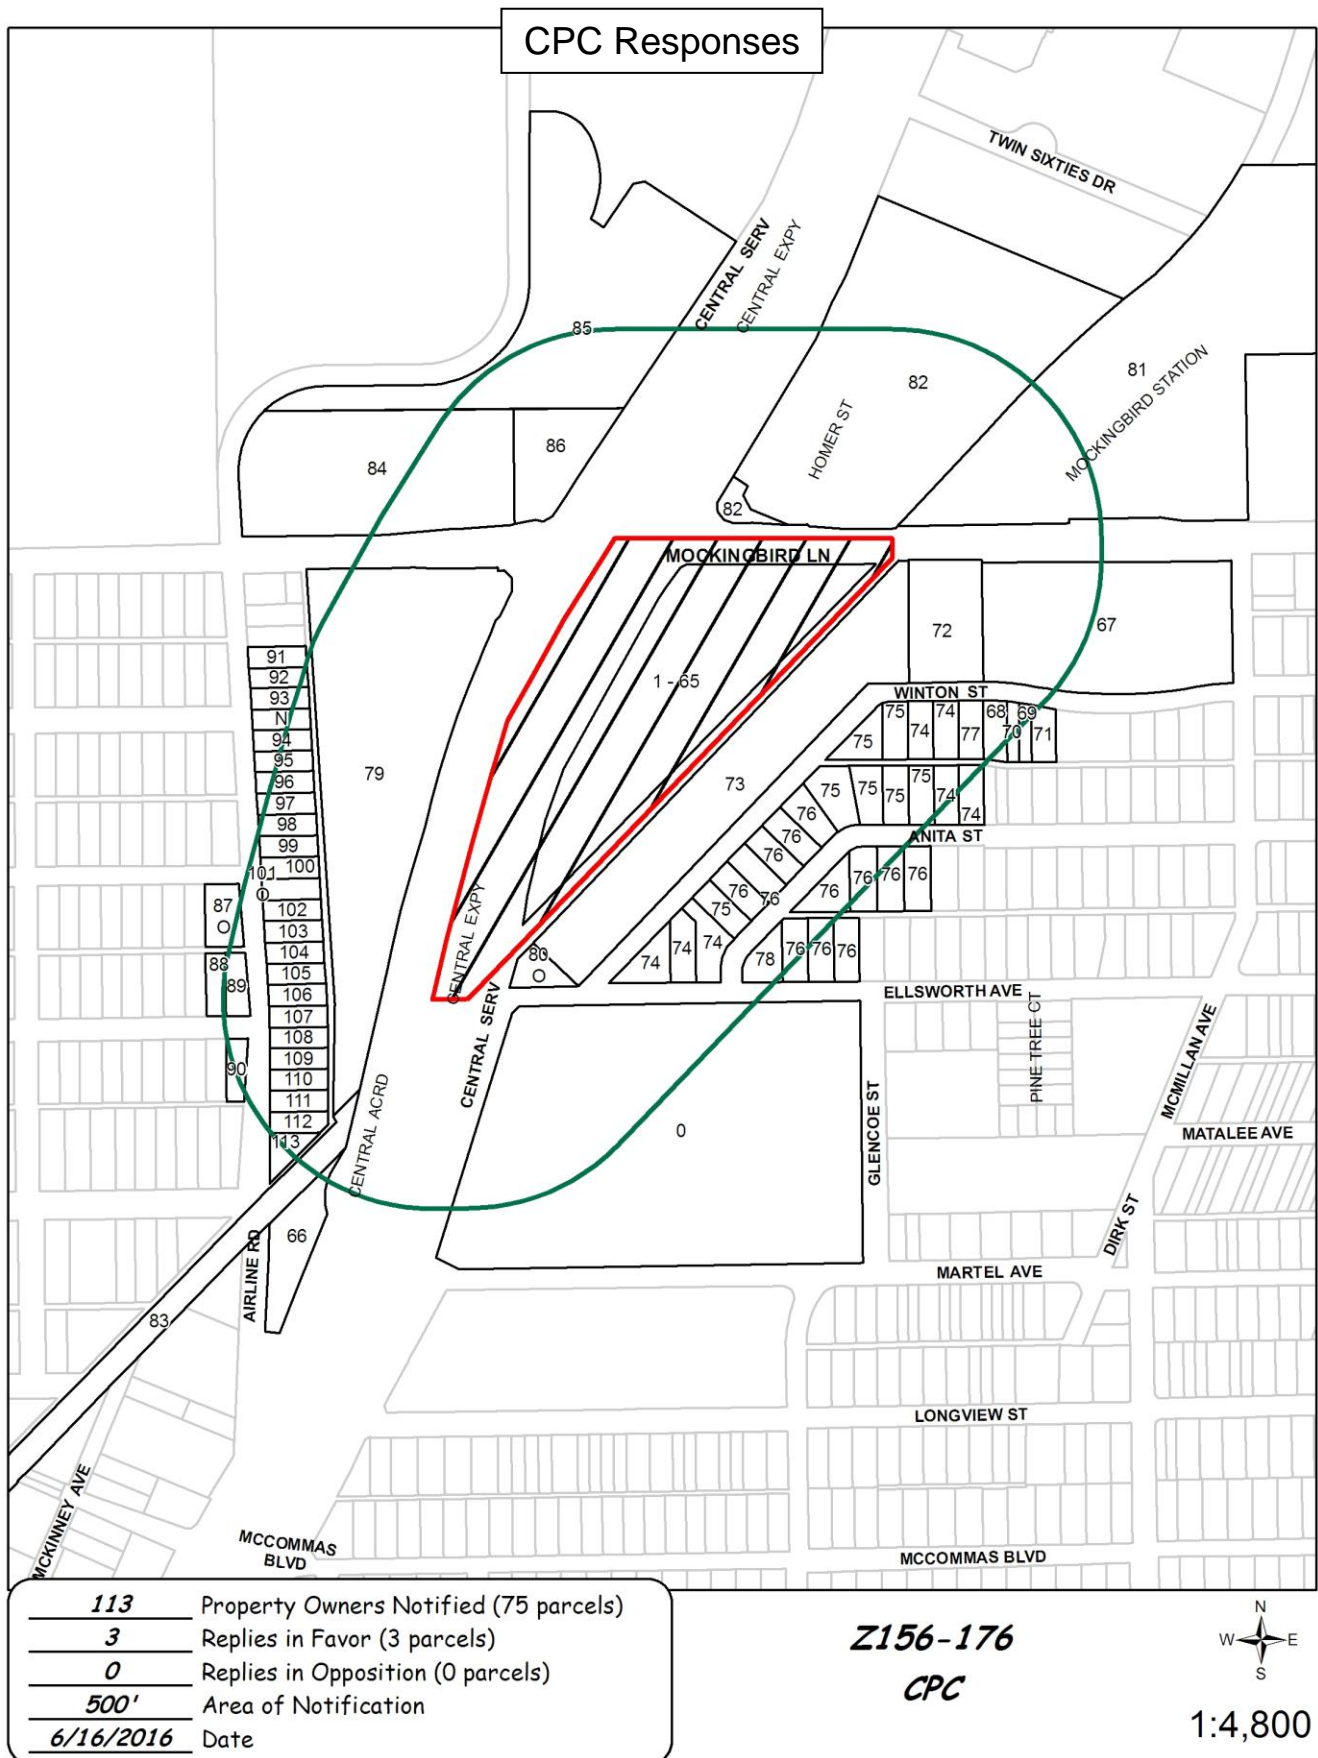 CPC Responses
TWIN SIXTIES DR
CENTRAL SERV
CENTRAL EXPY
85
82
81
MOCKINGBIRD STATION
HOMER ST
84
86
82
MOCKINGBIRD LN
91
92
93
N
94
95
96
97
98
99
100
101
O
102
103
104
105
106
107
108
109
110
111
112
113
79
1 - 65
72
67
WINTON ST
75
75
74
74
77
68
69
70
71
73
75
75
75
75
74
74
76
76
76
76
76
75
74
74
ANITA ST
76
76
76
76
78
76
76
76
87
O
88
89
90
CENTRAL EXPY
80
O
CENTRAL SERV
ELLSWORTH AVE
PINE TREE CT
MCMILLAN AVE
MATALEE AVE
GLENCOE ST
0
CENTRAL ACRD
66
AIRLINE RD
83
DIRK ST
MARTEL AVE
LONGVIEW ST
MCKINNEY AVE
MCCOMMAS
BLVD
MCCOMMAS BLVD
113 Property Owners Notified (75 parcels)
3 Replies in Favor (3 parcels)
0 Replies in Opposition (0 parcels)
500' Area of Notification
6/16/2016 Date
Z156-176
CPC
N
W E
S
1:4,800